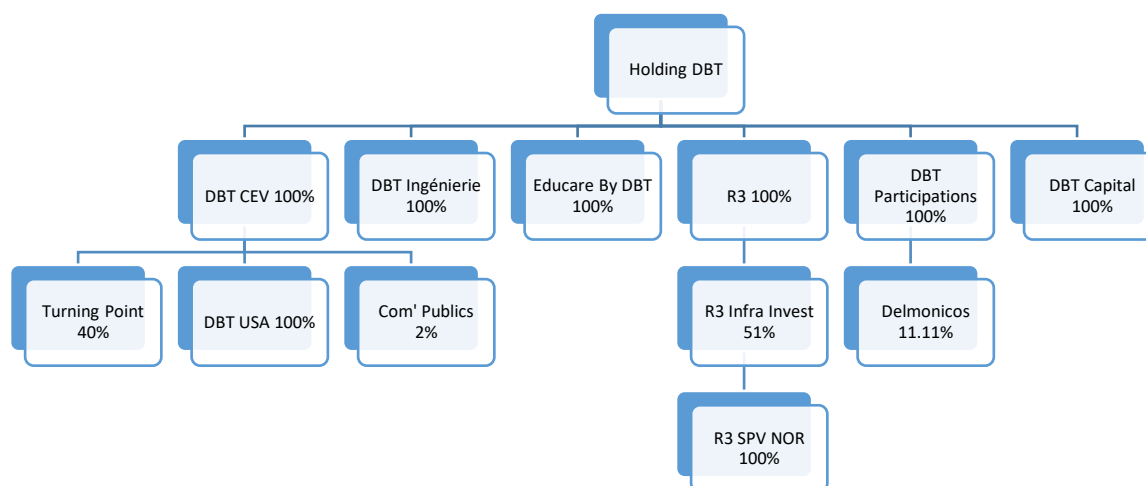 Holding DBT
DBT CEV 100%
DBT Ingénierie
100%
Educare By DBT
100%
R3 100%
DBT
Participations
100%
DBT Capital
100%
Turning Point
40%
DBT USA 100%
Com' Publics
2%
R3 Infra Invest
51%
Delmonicos
11.11%
R3 SPV NOR
100%